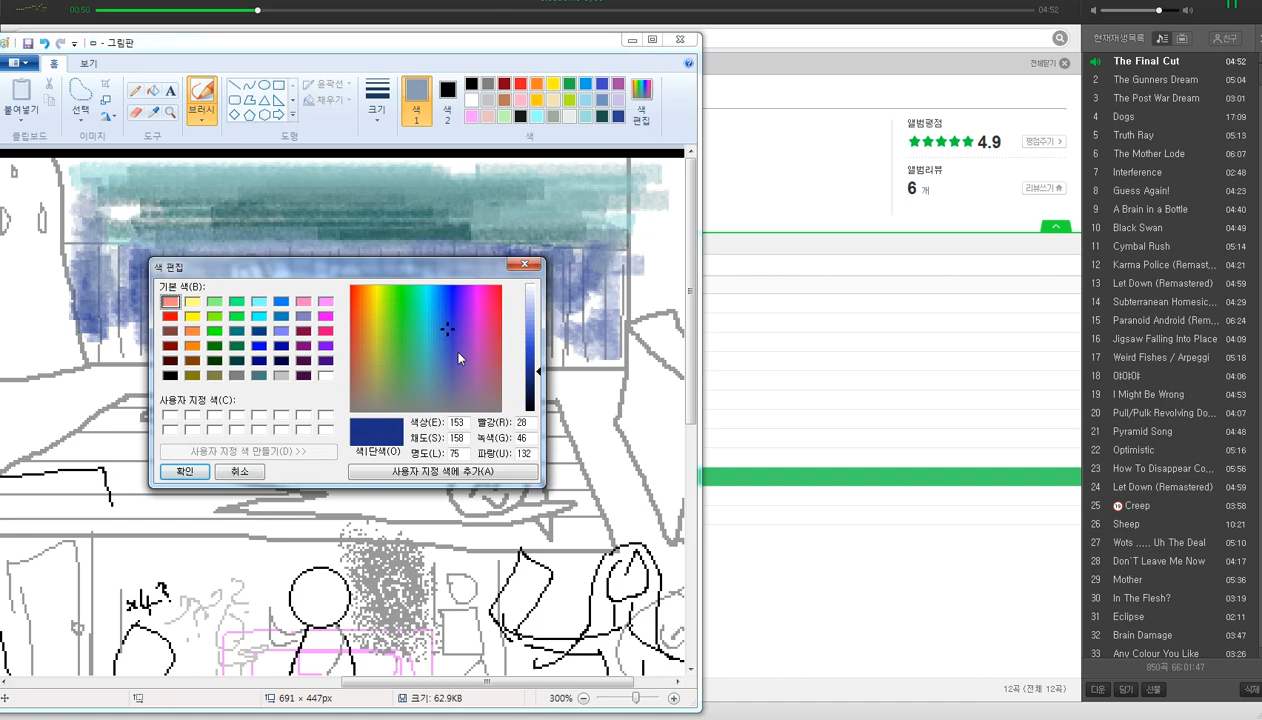 00:50
04:52
그림판
홈
보기
붙여넣기
선택
브러시
윤곽선
채우기
크기
색
1
색
2
색
편집
클립보드
이미지
도구
도형
색
색 편집
기본 색(B):
사용자 지정 색(C):
사용자 지정 색 만들기(D) >>
확인
취소
색|단색(O)
색상(E): 153
빨강(R): 28
채도(S): 158
녹색(G): 46
명도(L): 75
파랑(U): 132
사용자 지정 색에 추가(A)
691 × 447px
크기: 62.9KB
300%
전체닫기
앨범평점
4.9
평점주기 >
앨범리뷰
6 개
리뷰쓰기
12곡 (전체 12곡)
현재재생목록
친구
The Final Cut 04:52
2 The Gunners Dream 05:04
3 The Post War Dream 03:01
4 Dogs 17:09
5 Truth Ray 05:13
6 The Mother Lode 06:07
7 Interference 02:48
8 Guess Again! 04:23
9 A Brain in a Bottle 04:40
10 Black Swan 04:49
11 Cymbal Rush 05:14
12 Karma Police (Remast... 04:21
13 Let Down (Remastered) 04:59
14 Subterranean Homesic... 04:27
15 Paranoid Android (Rem... 06:24
16 Jigsaw Falling Into Place 04:09
17 Weird Fishes / Arpeggi 05:18
18 야야야 04:06
19 I Might Be Wrong 04:53
20 Pull/Pulk Revolving Do... 04:07
21 Pyramid Song 04:48
22 Optimistic 05:15
23 How To Disappear Co... 05:56
24 Let Down (Remastered) 04:59
25 19 Creep 03:58
26 Sheep 10:21
27 Wots ..... Uh The Deal 05:09
28 Don`T Leave Me Now 04:17
29 Mother 05:36
30 In The Flesh? 03:19
31 Eclipse 02:11
32 Brain Damage 03:47
33 Any Colour You Like 03:26
850곡 66:01:47
다운
담기
선물
삭제